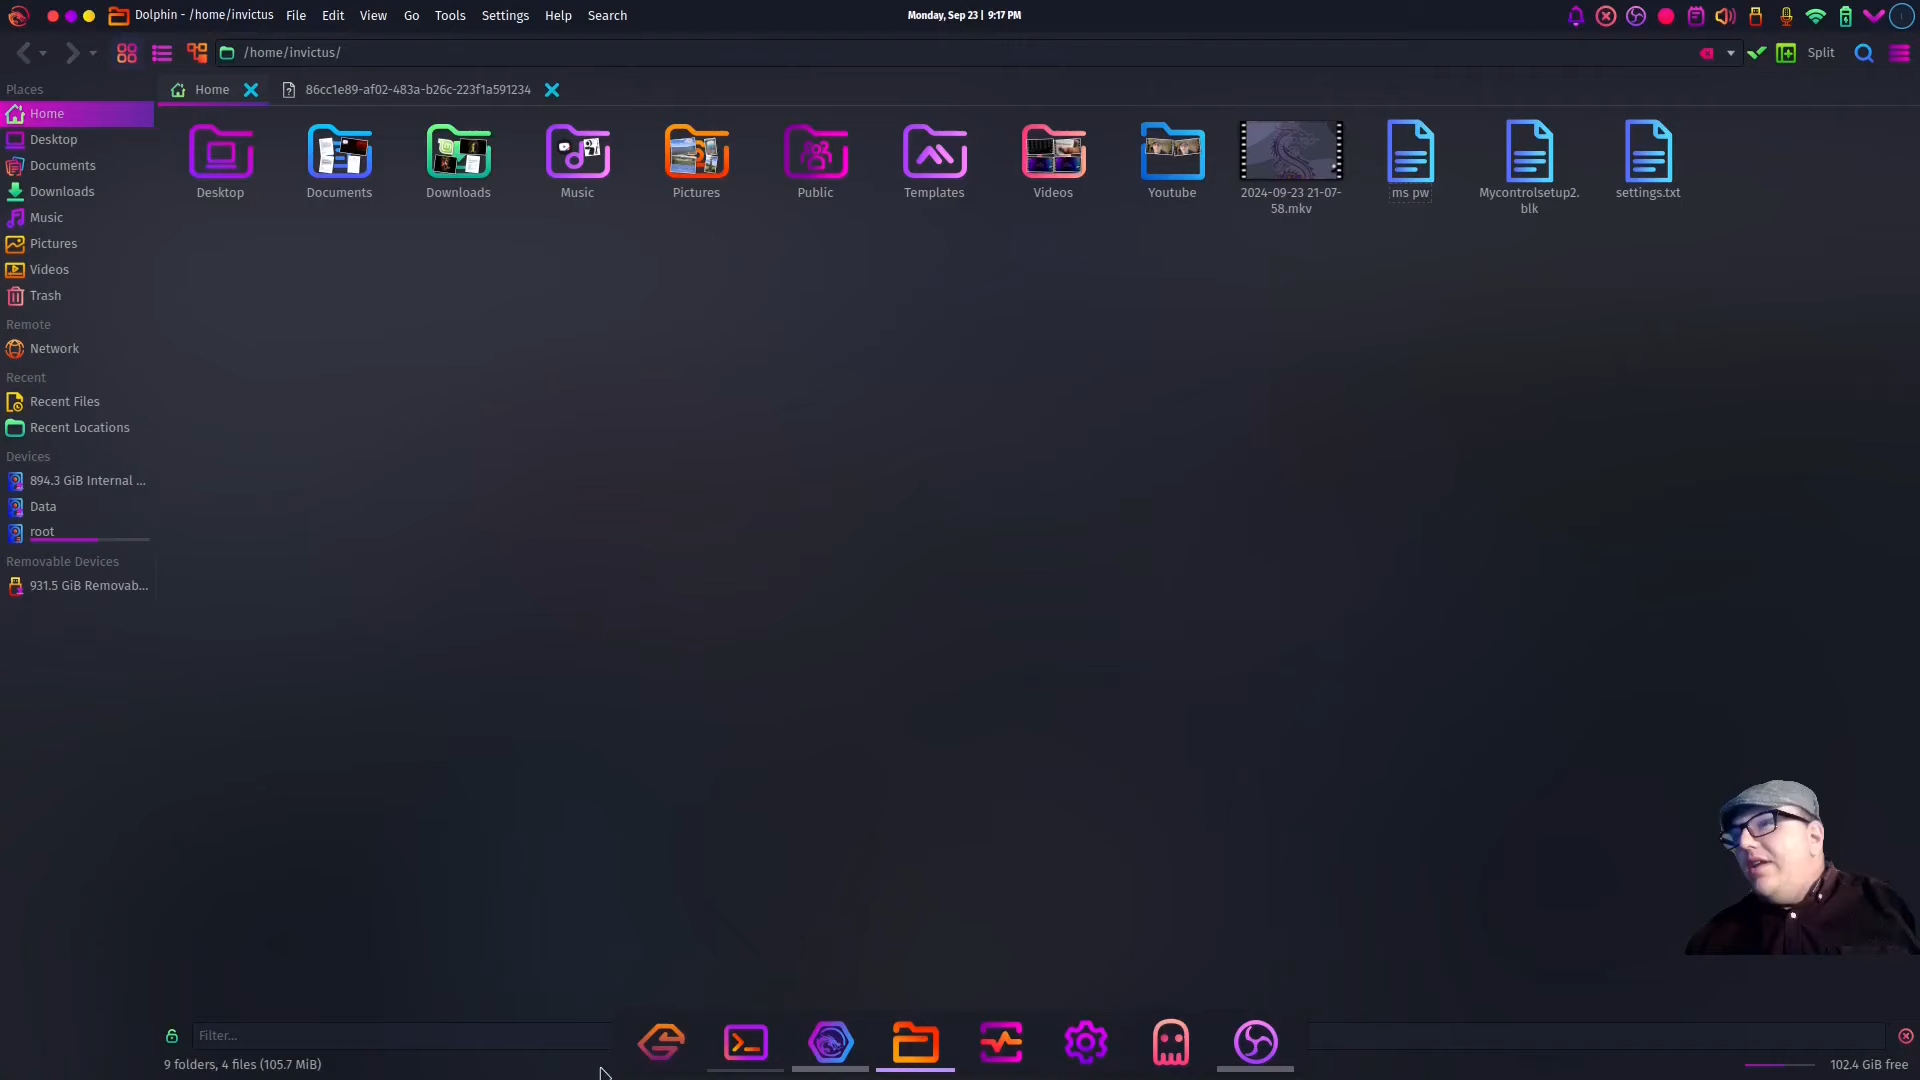 Dolphin - /home/invictus File Edit View Go Tools Settings Help Search
Monday, Sep 23 | 9:17 PM
/home/invictus/
Split
Places
Home
Desktop
Documents
Downloads
Music
Pictures
Videos
Trash
Remote
Network
Recent
Recent Files
Recent Locations
Devices
894.3 GiB Internal ...
Data
root
Removable Devices
931.5 GiB Removab...
Home
86cc1e89-af02-483a-b26c-223f1a591234
Desktop
Documents
Downloads
Music
Pictures
Public
Templates
Videos
Youtube
2024-09-23 21-07-
58.mkv
ms pw
Mycontrolsetup2.
blk
settings.txt
Filter...
9 folders, 4 files (105.7 MiB)
102.4 GiB free